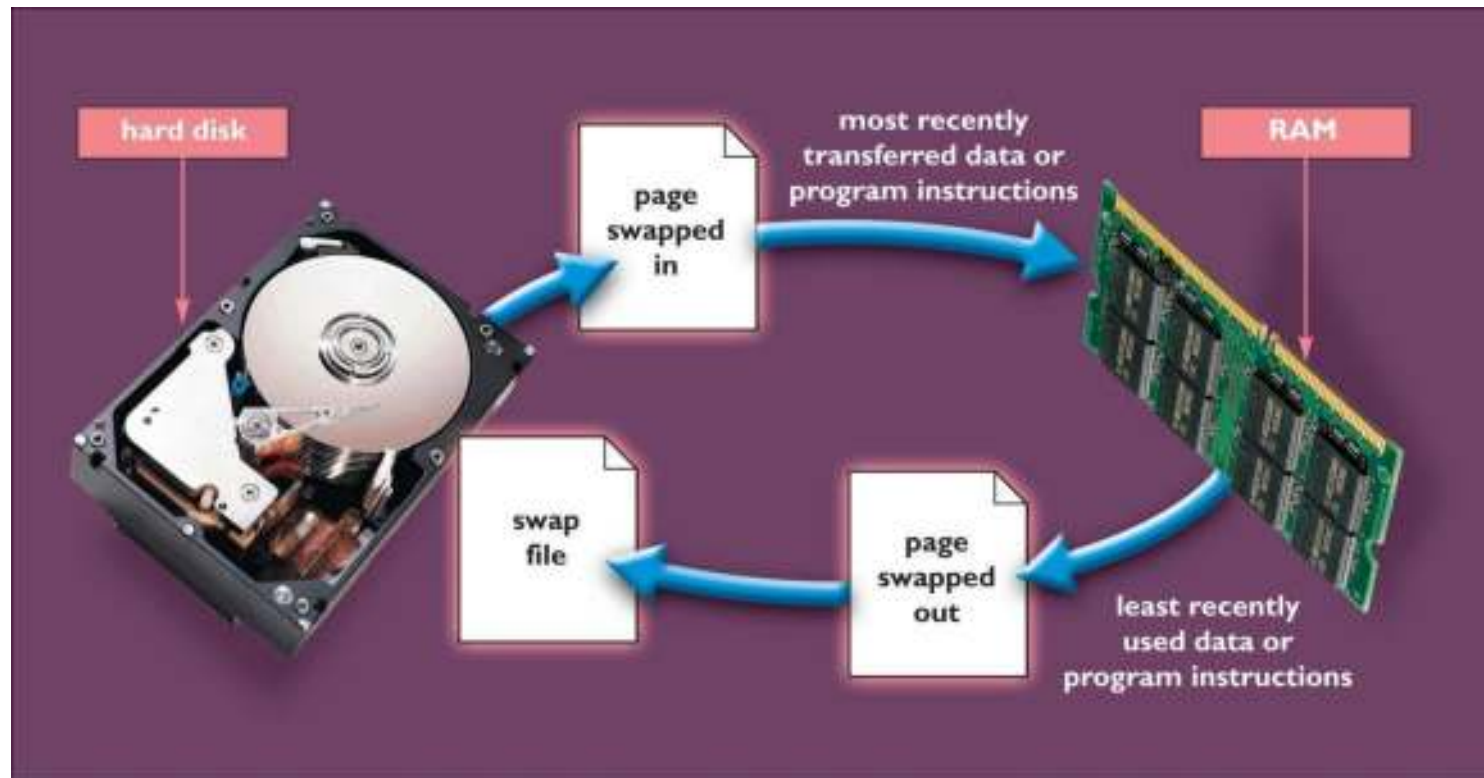 hard disk
page
swapped
in
most recently
transferred data or
program instructions
RAM
swap
file
page
swapped
out
least recently
used data or
program instructions